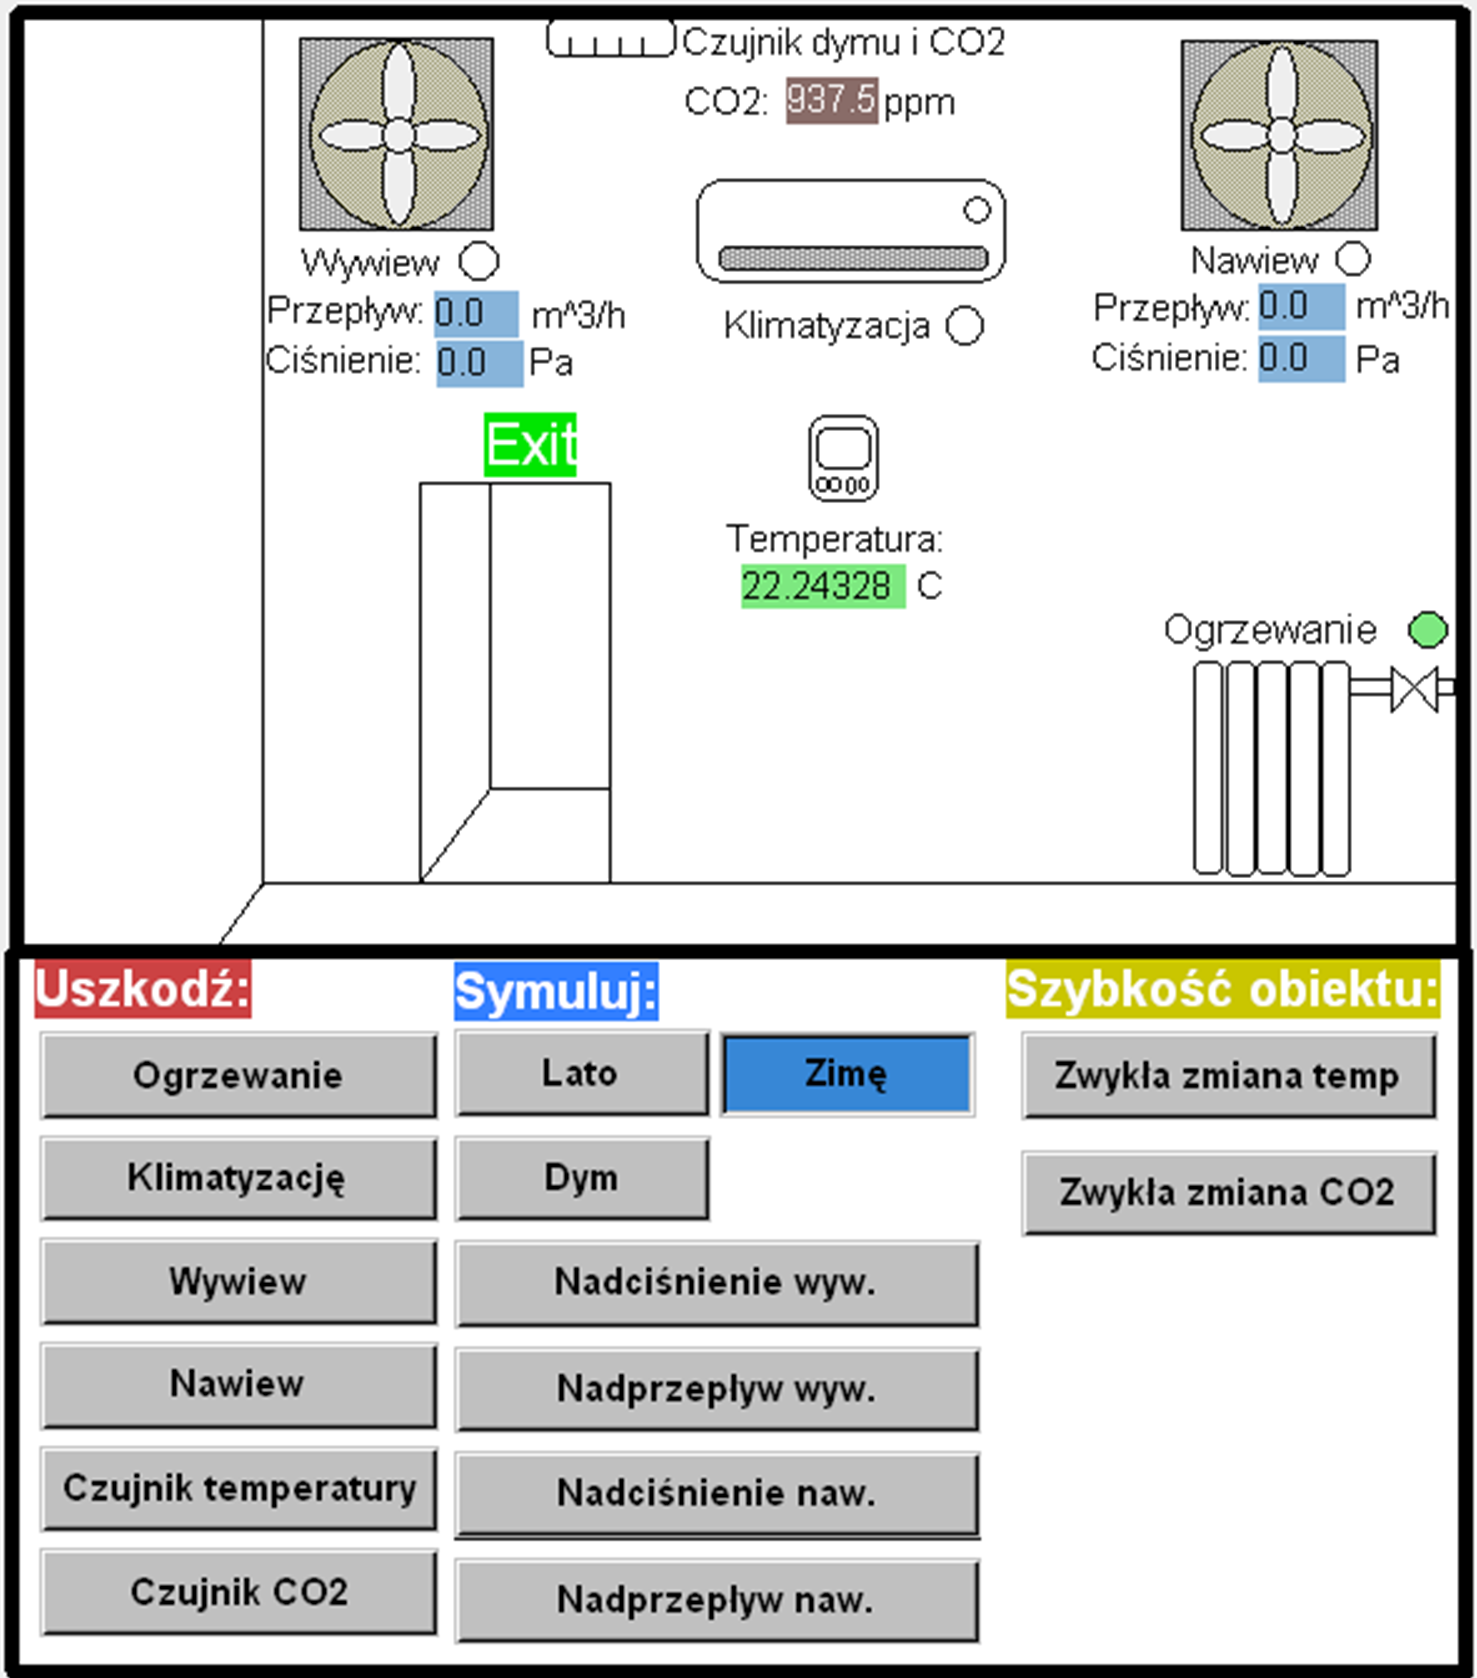 Czujnik dymu i CO2
CO2: 937.5 ppm
Wywiew
Przepływ: 0.0 m^3/h
Ciśnienie: 0.0 Pa
Klimatyzacja
Nawiew
Przepływ: 0.0 m^3/h
Ciśnienie: 0.0 Pa
Exit
Temperatura:
22.24328 C
Ogrzewanie
Uszkodź:
Ogrzewanie
Klimatyzację
Wywiew
Nawiew
Czujnik temperatury
Czujnik CO2
Symuluj:
Lato Zimę
Dym
Nadciśnienie wyw.
Nadprzepływ wyw.
Nadciśnienie naw.
Nadprzepływ naw.
Szybkość obiektu:
Zwykła zmiana temp
Zwykła zmiana CO2